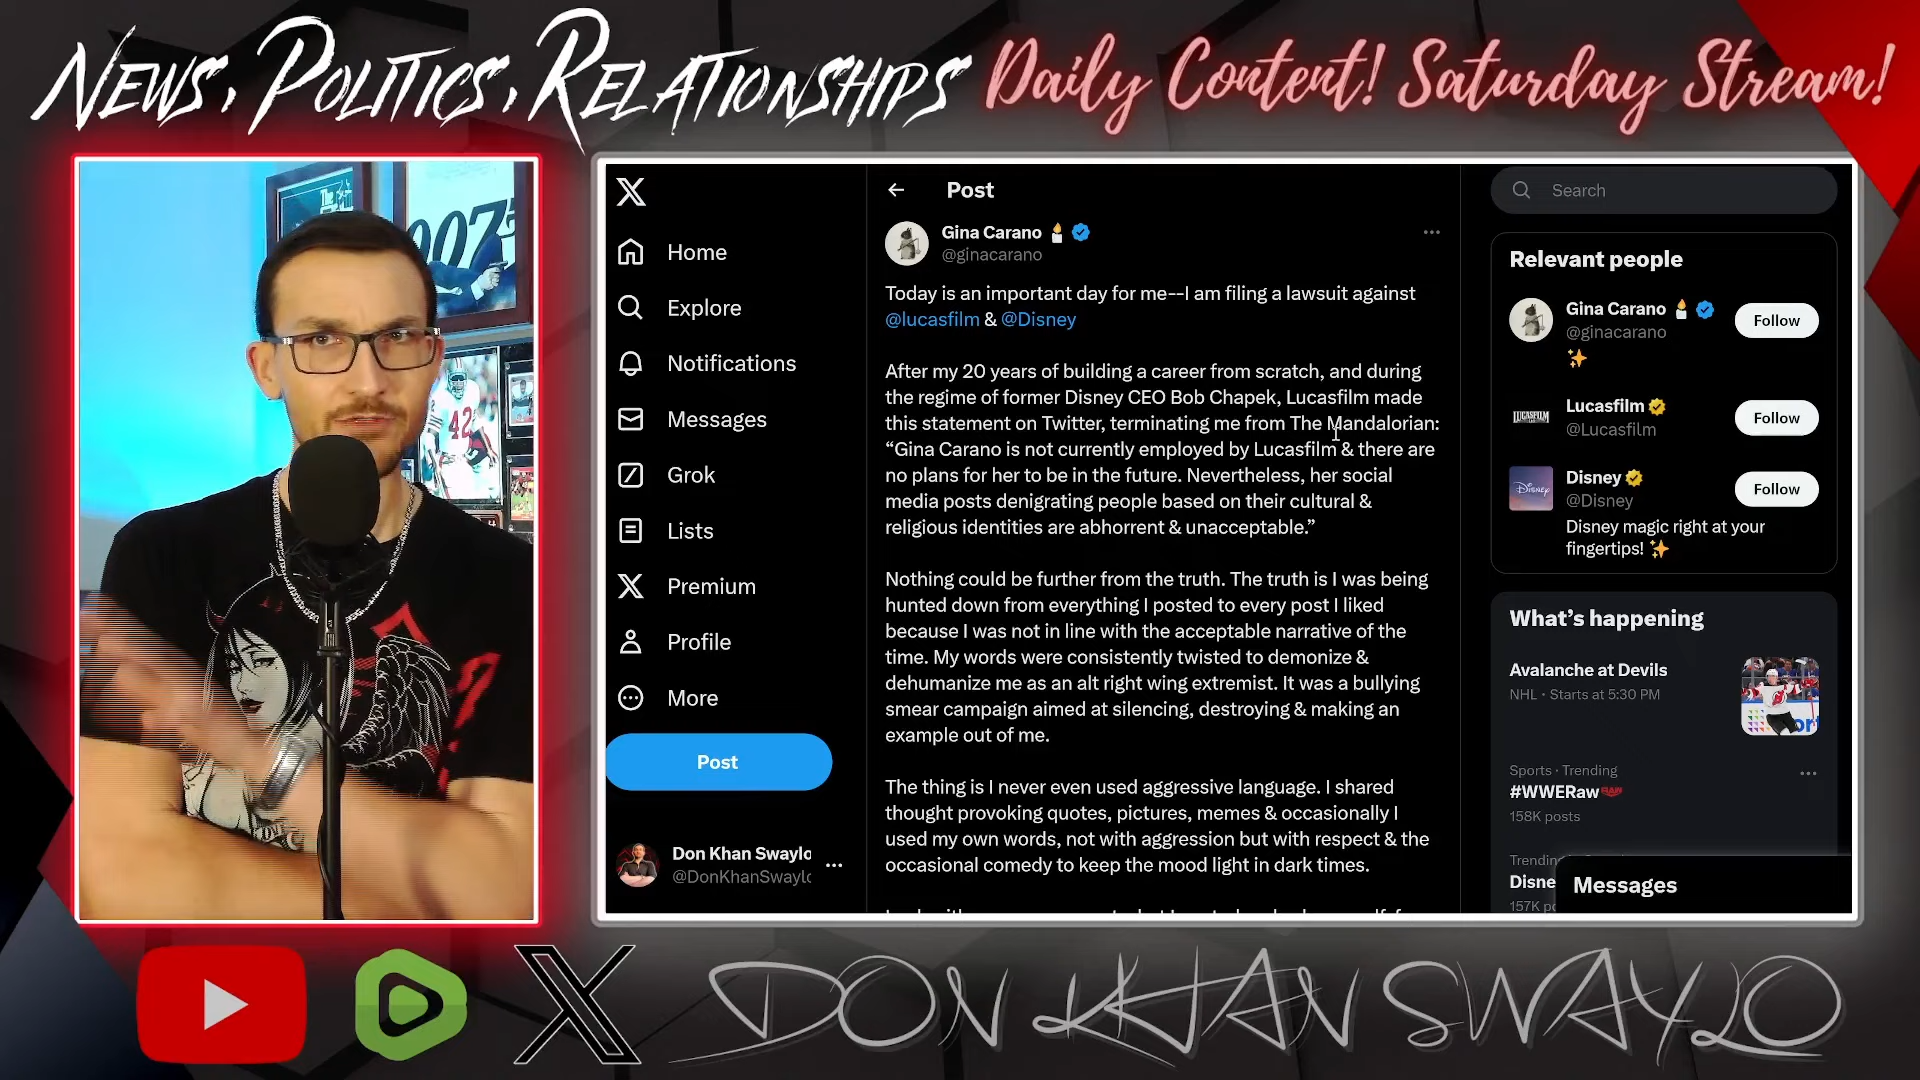 NEWS, POLITICS, RELATIONSHIPS
Daily Content! Saturday Stream!
007
42
X
Home
Explore
Notifications
Messages
Grok
Lists
Premium
Profile
More
Post
Don Khan Swaylo
@DonKhanSwaylo
Post
Gina Carano
@ginacarano
Today is an important day for me--I am filing a lawsuit against
@lucasfilm & @Disney
After my 20 years of building a career from scratch, and during
the regime of former Disney CEO Bob Chapek, Lucasfilm made
this statement on Twitter, terminating me from The Mandalorian:
“Gina Carano is not currently employed by Lucasfilm & there are
no plans for her to be in the future. Nevertheless, her social
media posts denigrating people based on their cultural &
religious identities are abhorrent & unacceptable.”
Nothing could be further from the truth. The truth is I was being
hunted down from everything I posted to every post I liked
because I was not in line with the acceptable narrative of the
time. My words were consistently twisted to demonize &
dehumanize me as an alt right wing extremist. It was a bullying
smear campaign aimed at silencing, destroying & making an
example out of me.
The thing is I never even used aggressive language. I shared
thought provoking quotes, pictures, memes & occasionally I
used my own words, not with aggression but with respect & the
occasional comedy to keep the mood light in dark times.
Search
Relevant people
Gina Carano
@ginacarano
Follow
LUCASFILM
Lucasfilm
@Lucasfilm
Follow
Disney
Disney
@Disney
Follow
Disney magic right at your
fingertips!
What’s happening
Avalanche at Devils
NHL · Starts at 5:30 PM
Sports · Trending
#WWERaw
158K posts
Trending
Disne
157K po
Messages
DON KHAN SWAYLO